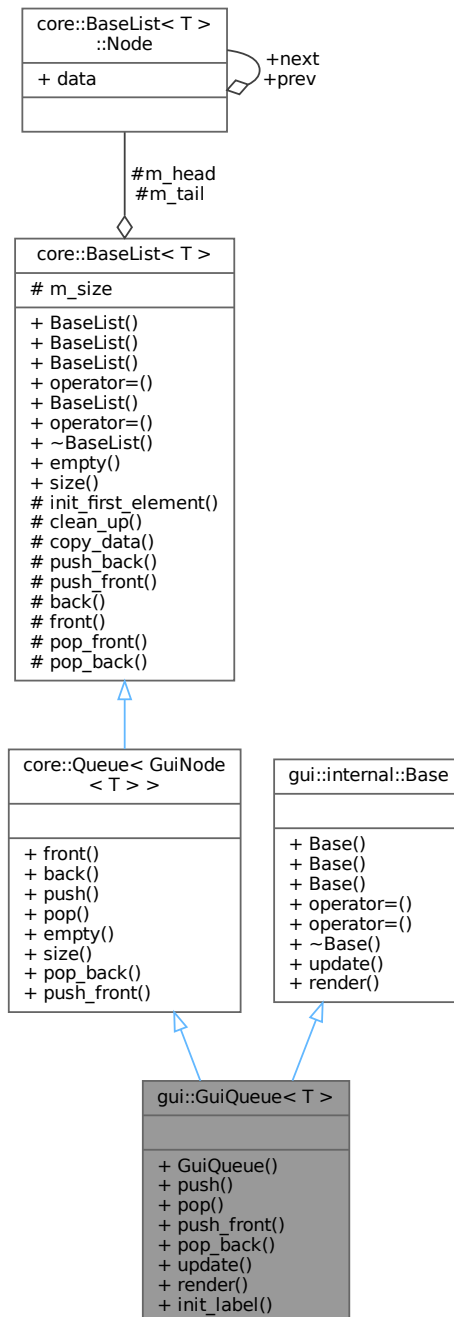 core::BaseList< T >
::Node
+ data
+next
+prev
#m_head
#m_tail
core::BaseList< T >
# m_size
+ BaseList()
+ BaseList()
+ BaseList()
+ operator=()
+ BaseList()
+ operator=()
+ ~BaseList()
+ empty()
+ size()
# init_first_element()
# clean_up()
# copy_data()
# push_back()
# push_front()
# back()
# front()
# pop_front()
# pop_back()
core::Queue< GuiNode
< T > >
+ front()
+ back()
+ push()
+ pop()
+ empty()
+ size()
+ pop_back()
+ push_front()
gui::internal::Base
+ Base()
+ Base()
+ Base()
+ operator=()
+ operator=()
+ ~Base()
+ update()
+ render()
gui::GuiQueue< T >
+ GuiQueue()
+ push()
+ pop()
+ push_front()
+ pop_back()
+ update()
+ render()
+ init_label()